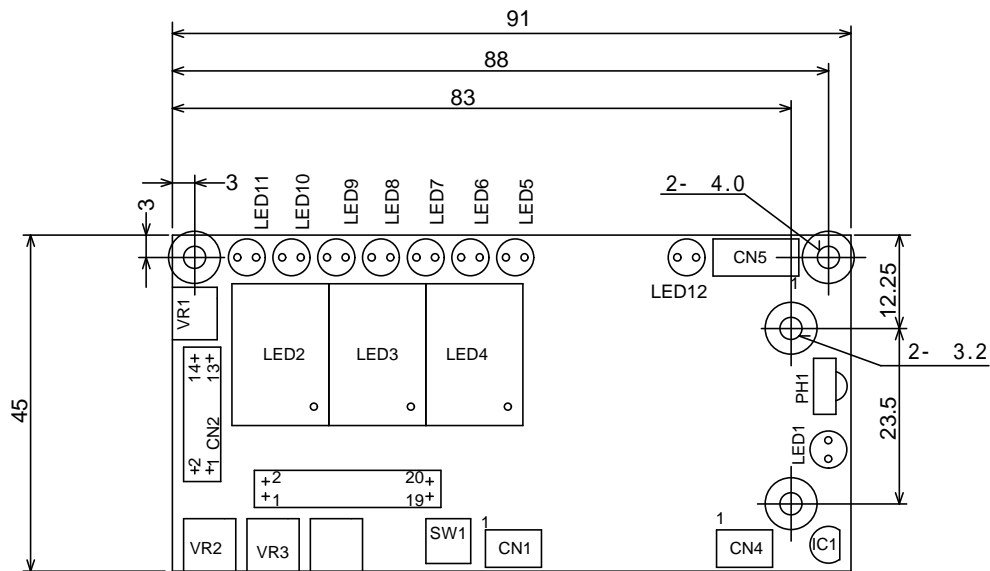 91
88
83
3
3
LED11
LED10
LED9
LED8
LED7
LED6
LED5
2- 4.0
CN5
1
LED12
12.25
VR1
LED2
LED3
LED4
2- 3.2
14+
13+
CN2
+2
+1
PH1
45
23.5
LED1
+2
+1
20+
19+
VR2
VR3
SW1
1
CN1
1
CN4
IC1